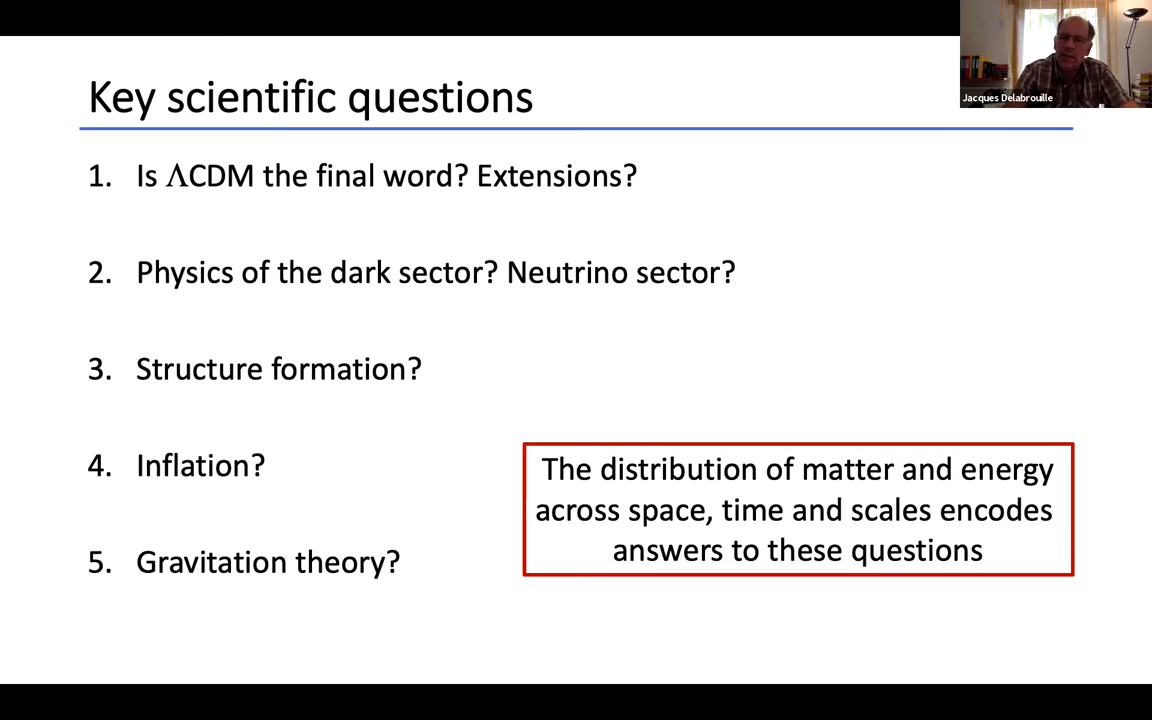 Jacques Delabrouille
Key scientific questions
1. Is ΛCDM the final word? Extensions?
2. Physics of the dark sector? Neutrino sector?
3. Structure formation?
4. Inflation?
5. Gravitation theory?
The distribution of matter and energy
across space, time and scales encodes
answers to these questions